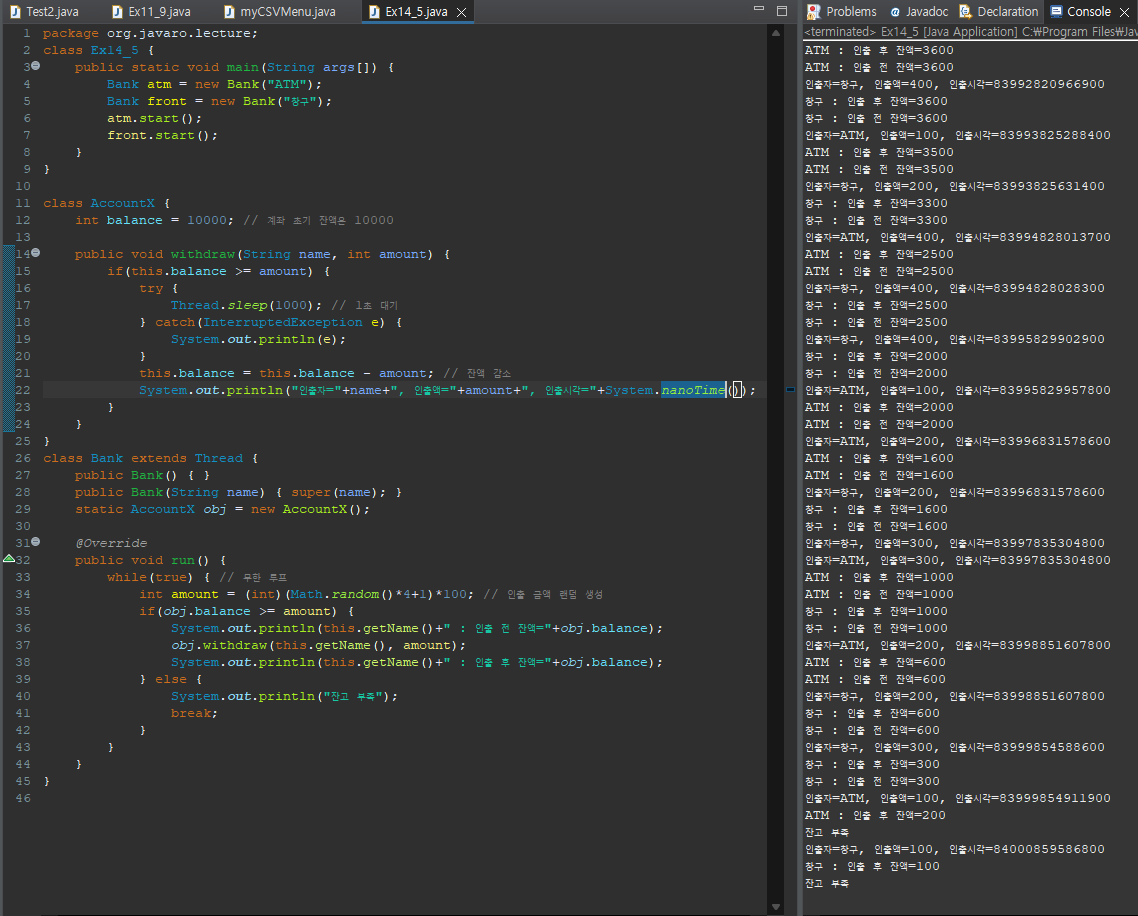 Test2.java Ex11_9.java myCSVMenu.java Ex14_5.java
1 package org.javaro.lecture;
2 class Ex14_5 {
3 public static void main(String args[]) {
4 Bank atm = new Bank("ATM");
5 Bank front = new Bank("창구");
6 atm.start();
7 front.start();
8 }
9 }
10
11 class AccountX {
12 int balance = 10000; // 계좌 초기 잔액은 10000
13
14 public void withdraw(String name, int amount) {
15 if(this.balance >= amount) {
16 try {
17 Thread.sleep(1000); // 1초 대기
18 } catch(InterruptedException e) {
19 System.out.println(e);
20 }
21 this.balance = this.balance - amount; // 잔액 감소
22 System.out.println("인출자="+name+", 인출액="+amount+", 인출시각="+System.nanoTime());
23 }
24 }
25 }
26 class Bank extends Thread {
27 public Bank() { }
28 public Bank(String name) { super(name); }
29 static AccountX obj = new AccountX();
30
31 @Override
32 public void run() {
33 while(true) { // 무한 루프
34 int amount = (int)(Math.random()*4+1)*100; // 인출 금액 랜덤 생성
35 if(obj.balance >= amount) {
36 System.out.println(this.getName()+" : 인출 전 잔액="+obj.balance);
37 obj.withdraw(this.getName(), amount);
38 System.out.println(this.getName()+" : 인출 후 잔액="+obj.balance);
39 } else {
40 System.out.println("잔고 부족");
41 break;
42 }
43 }
44 }
45 }
46
Problems Javadoc Declaration Console
<terminated> Ex14_5 [Java Application] C:￦Program Files￦Jav
ATM : 인출 후 잔액=3600
ATM : 인출 전 잔액=3600
인출자=창구, 인출액=400, 인출시각=83992820966900
창구 : 인출 후 잔액=3600
창구 : 인출 전 잔액=3600
인출자=ATM, 인출액=100, 인출시각=83993825288400
ATM : 인출 후 잔액=3500
ATM : 인출 전 잔액=3500
인출자=창구, 인출액=200, 인출시각=83993825631400
창구 : 인출 후 잔액=3300
창구 : 인출 전 잔액=3300
인출자=ATM, 인출액=400, 인출시각=83994828013700
ATM : 인출 후 잔액=2500
ATM : 인출 전 잔액=2500
인출자=창구, 인출액=400, 인출시각=83994828028300
창구 : 인출 후 잔액=2500
창구 : 인출 전 잔액=2500
인출자=창구, 인출액=400, 인출시각=83995829902900
창구 : 인출 후 잔액=2000
창구 : 인출 전 잔액=2000
인출자=ATM, 인출액=100, 인출시각=83995829957800
ATM : 인출 후 잔액=2000
ATM : 인출 전 잔액=2000
인출자=ATM, 인출액=200, 인출시각=83996831578600
ATM : 인출 후 잔액=1600
ATM : 인출 전 잔액=1600
인출자=창구, 인출액=200, 인출시각=83996831578600
창구 : 인출 후 잔액=1600
창구 : 인출 전 잔액=1600
인출자=창구, 인출액=300, 인출시각=83997835304800
인출자=ATM, 인출액=300, 인출시각=83997835304800
ATM : 인출 후 잔액=1000
ATM : 인출 전 잔액=1000
창구 : 인출 후 잔액=1000
창구 : 인출 전 잔액=1000
인출자=ATM, 인출액=200, 인출시각=83998851607800
ATM : 인출 후 잔액=600
ATM : 인출 전 잔액=600
인출자=창구, 인출액=200, 인출시각=83998851607800
창구 : 인출 후 잔액=600
창구 : 인출 전 잔액=600
인출자=창구, 인출액=300, 인출시각=83999854588600
창구 : 인출 후 잔액=300
창구 : 인출 전 잔액=300
인출자=ATM, 인출액=100, 인출시각=83999854911900
ATM : 인출 후 잔액=200
잔고 부족
인출자=창구, 인출액=100, 인출시각=84000859586800
창구 : 인출 후 잔액=100
잔고 부족